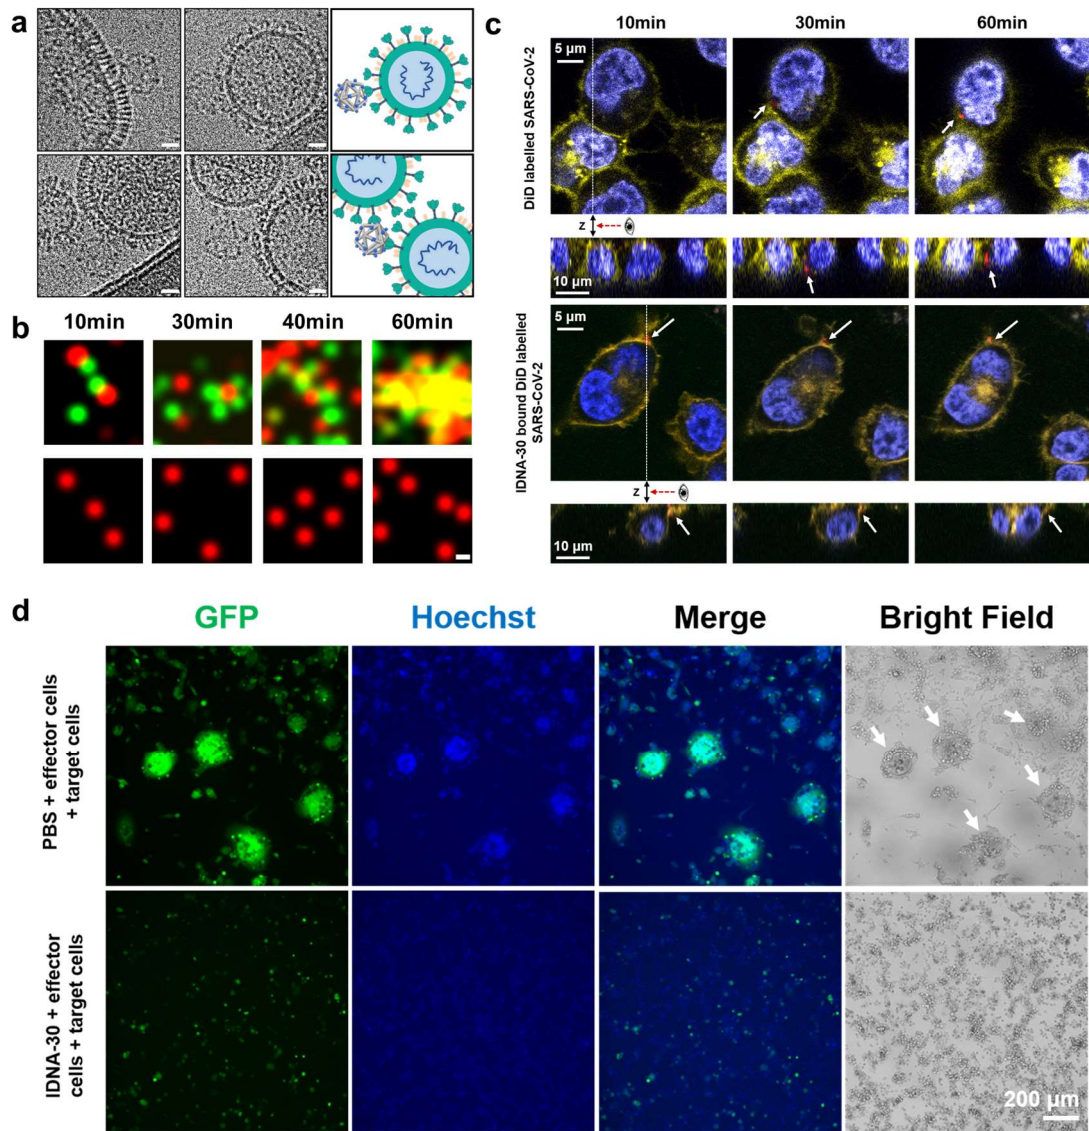 a
b
10min 30min 40min 60min
c
10min 30min 60min
DiD labelled SARS-CoV-2
5 µm
z
10 µm
IDNA-30 bound DiD labelled
SARS-CoV-2
5 µm
z
10 µm
d
GFP Hoechst Merge Bright Field
PBS + effector cells
+ target cells
IDNA-30 + effector
cells + target cells
200 µm